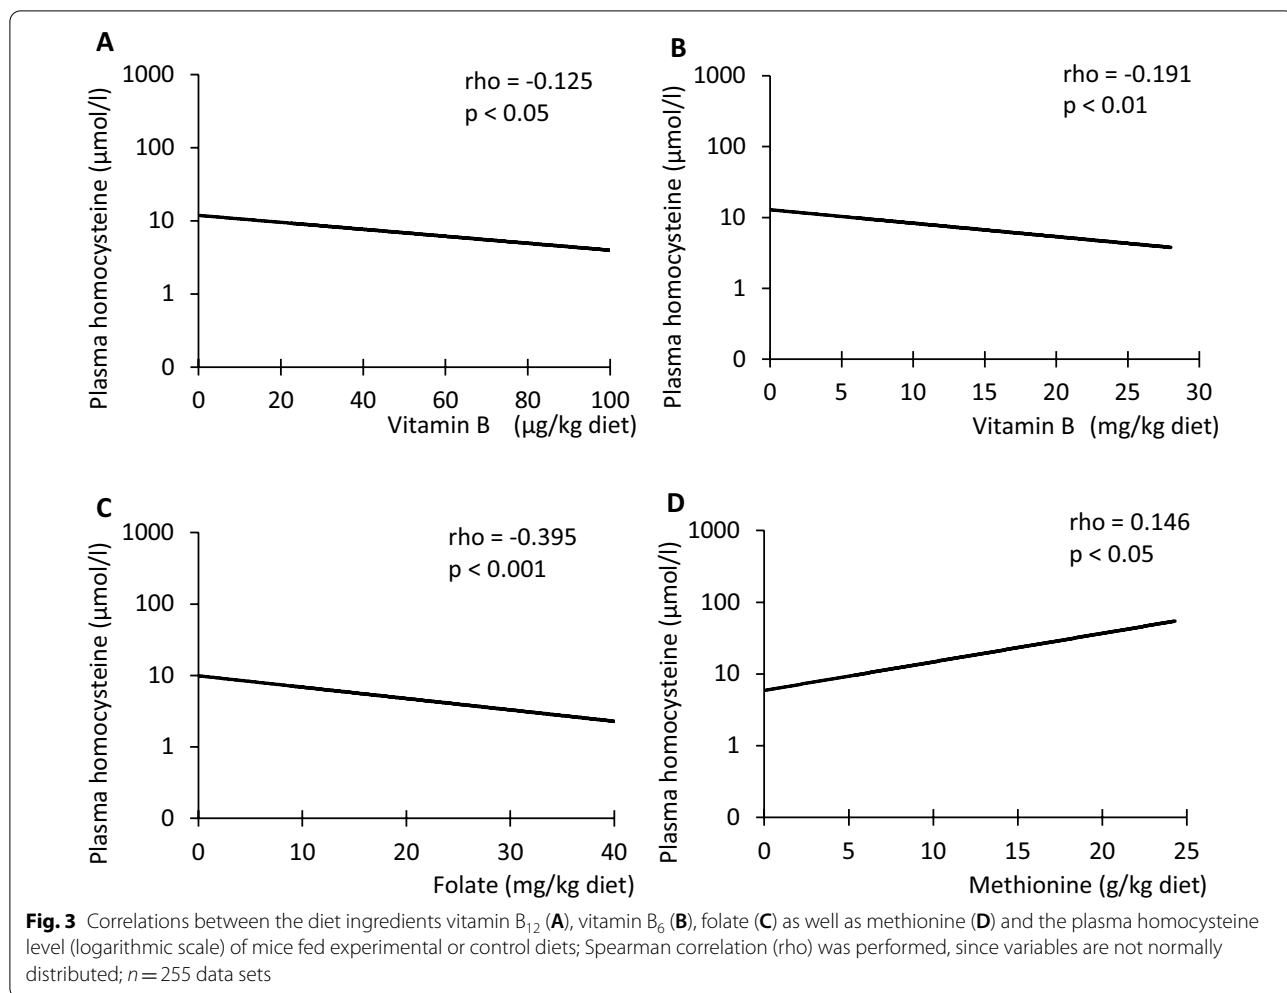 A
Plasma homocysteine (µmol/l)
1000
100
10
1
0
rho = -0.125
p < 0.05
0 20 40 60 80 100
Vitamin B (µg/kg diet)
B
Plasma homocysteine (µmol/l)
1000
100
10
1
0
rho = -0.191
p < 0.01
0 5 10 15 20 25 30
Vitamin B (mg/kg diet)
C
Plasma homocysteine (µmol/l)
1000
100
10
1
0
rho = -0.395
p < 0.001
0 10 20 30 40
Folate (mg/kg diet)
D
Plasma homocysteine (µmol/l)
1000
100
10
1
0
rho = 0.146
p < 0.05
0 5 10 15 20 25
Methionine (g/kg diet)
Fig. 3 Correlations between the diet ingredients vitamin B₁₂ (A), vitamin B₆ (B), folate (C) as well as methionine (D) and the plasma homocysteine
level (logarithmic scale) of mice fed experimental or control diets; Spearman correlation (rho) was performed, since variables are not normally
distributed; n = 255 data sets